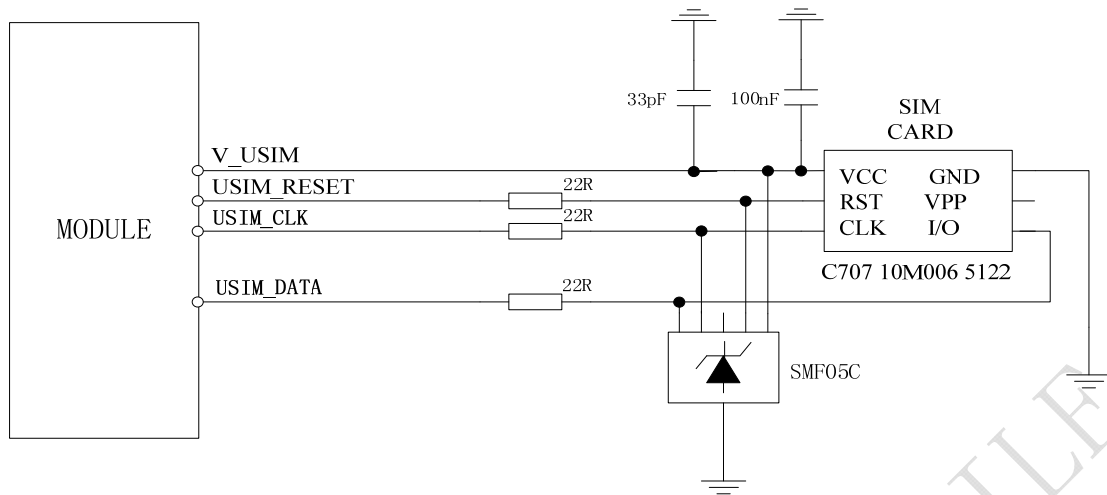 33pF
100nF
SIM
CARD
V_USIM
VCC GND
USIM_RESET
22R
RST VPP
USIM_CLK
22R
CLK I/O
MODULE
C707 10M006 5122
USIM_DATA
22R
SMF05C